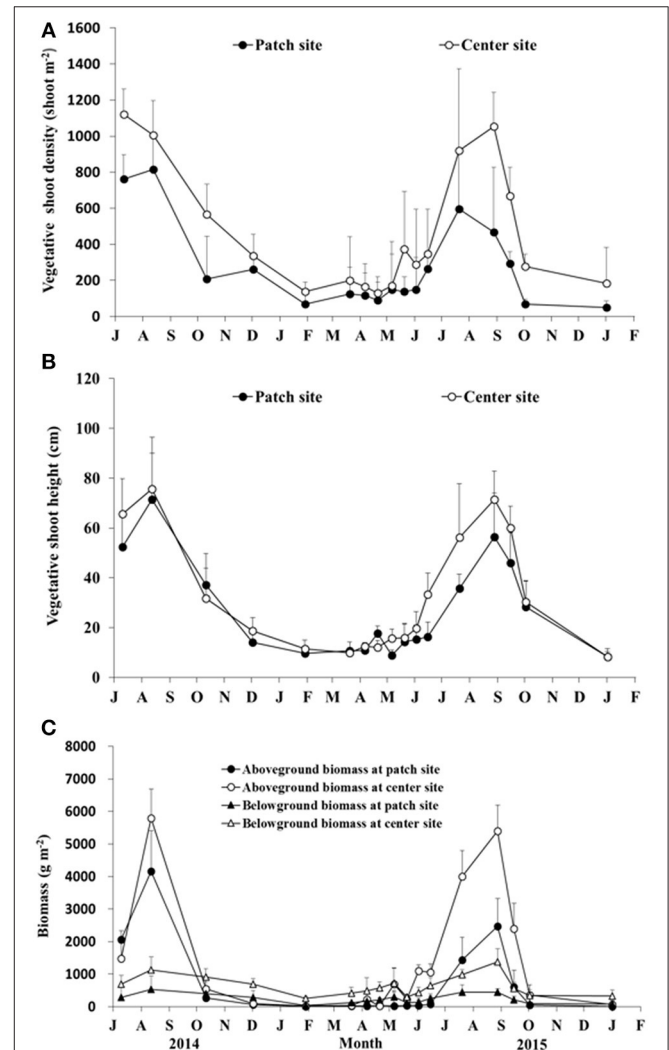 A
Vegetative shoot density (shoot m-2)
1600
1400
1200
1000
800
600
400
200
0
Patch site
Center site
J A S O N D J F M A M J J A S O N D J F
B
Vegetative shoot height (cm)
120
100
80
60
40
20
0
Patch site
Center site
J A S O N D J F M A M J J A S O N D J F
C
Biomass (g m-2)
8000
7000
6000
5000
4000
3000
2000
1000
0
Aboveground biomass at patch site
Aboveground biomass at center site
Belowground biomass at patch site
Belowground biomass at center site
J A S O N D J F M A M J J A S O N D J F
2014 Month 2015